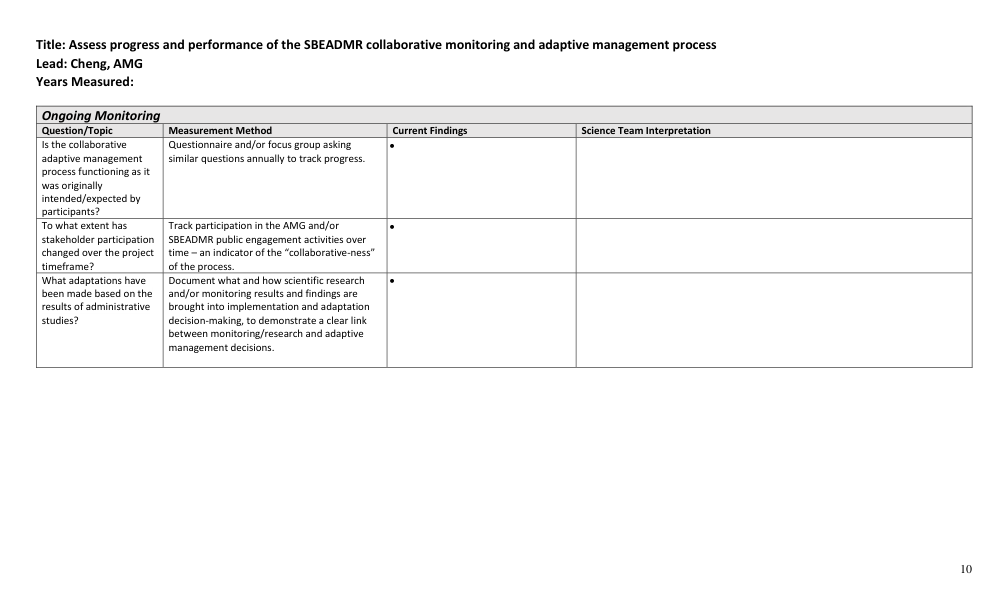 Title: Assess progress and performance of the SBEADMR collaborative monitoring and adaptive management process
Lead: Cheng, AMG
Years Measured:
Ongoing Monitoring
Question/Topic
Measurement Method
Current Findings
Science Team Interpretation
Is the collaborative
adaptive management
process functioning as it
was originally
intended/expected by
participants?
Questionnaire and/or focus group asking
similar questions annually to track progress.
•
To what extent has
stakeholder participation
changed over the project
timeframe?
Track participation in the AMG and/or
SBEADMR public engagement activities over
time – an indicator of the “collaborative-ness”
of the process.
•
What adaptations have
been made based on the
results of administrative
studies?
Document what and how scientific research
and/or monitoring results and findings are
brought into implementation and adaptation
decision-making, to demonstrate a clear link
between monitoring/research and adaptive
management decisions.
•
10